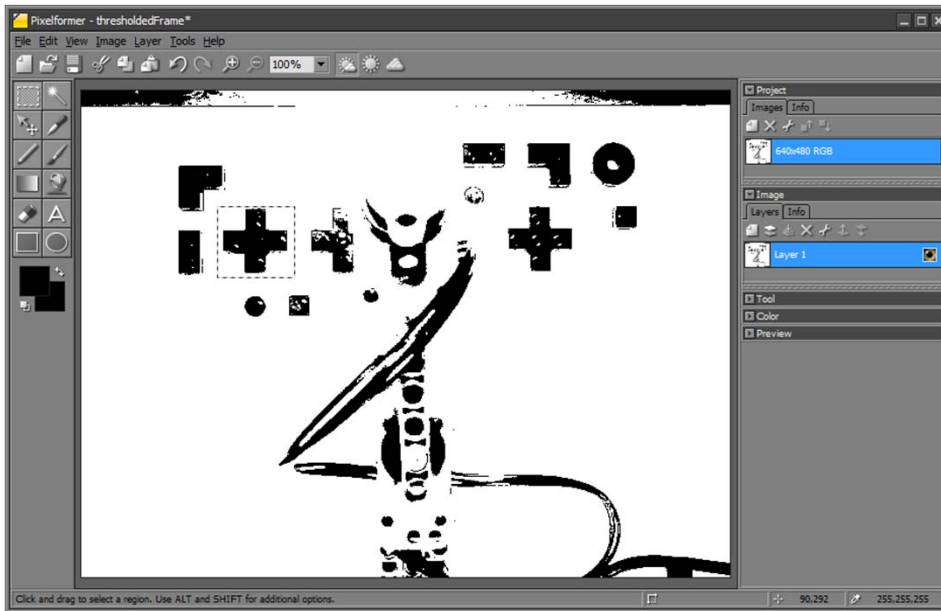 Pixelformer - thresholdedFrame*
File Edit View Image Layer Tools Help
100%
Project
Images Info
640x480 RGB
Image
Layers Info
Layer 1
Tool
Color
Preview
Click and drag to select a region. Use ALT and SHIFT for additional options.
90,292
255,255,255